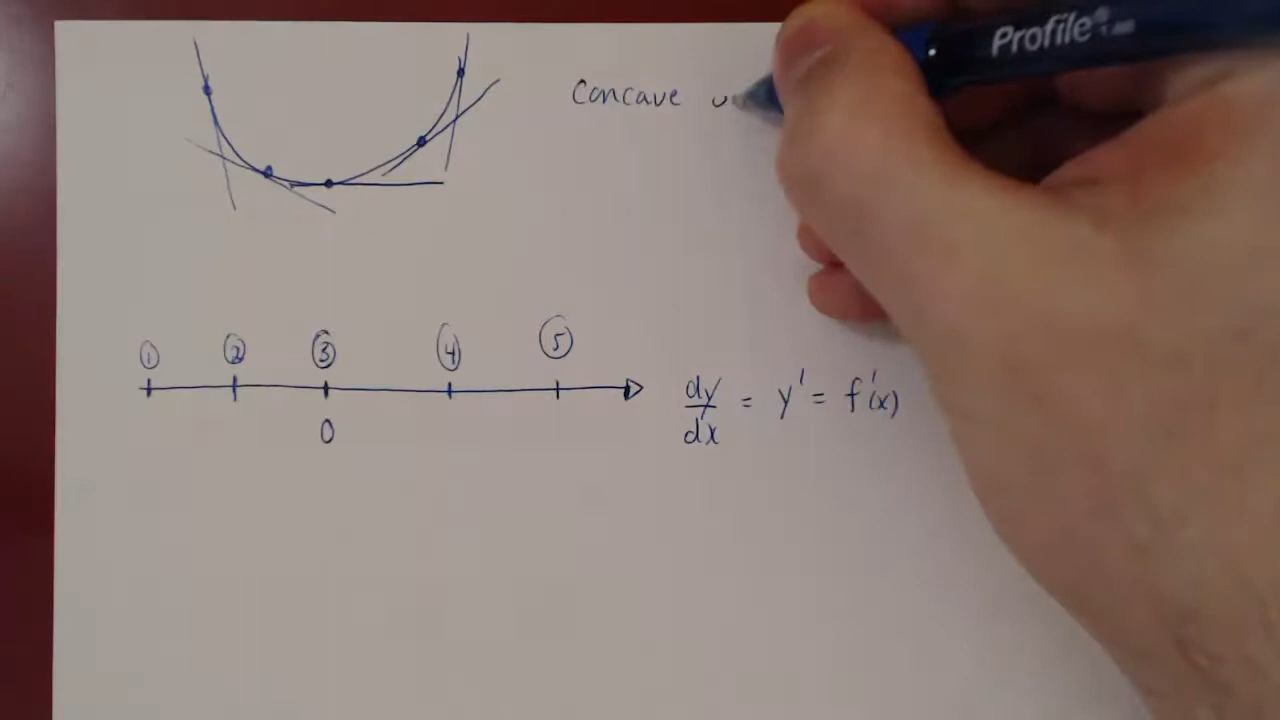 Profile®
Concave u
① ② ③ ④ ⑤
0
dy/dx = y' = f'(x)